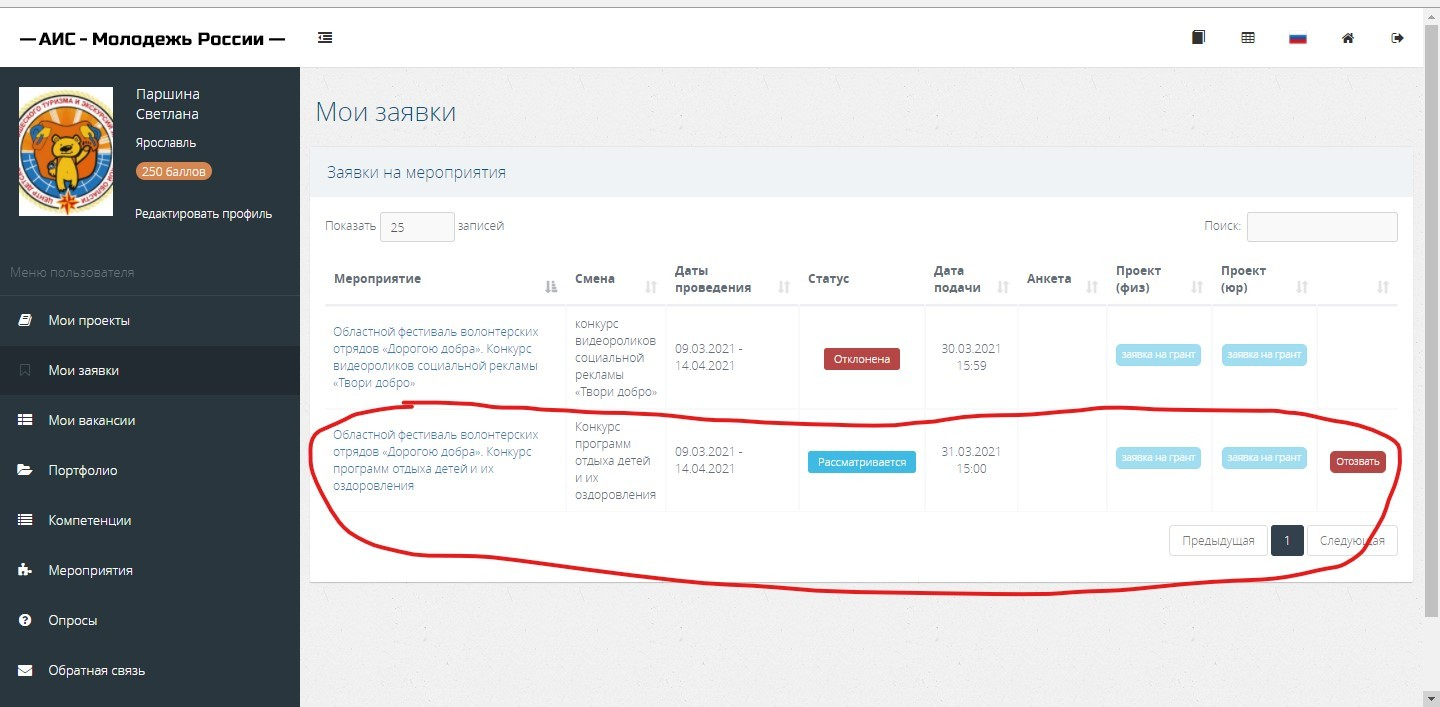 — АИС - Молодежь России —
Паршина
Светлана
Ярославль
250 баллов
Редактировать профиль
Меню пользователя
Мои проекты
Мои заявки
Мои вакансии
Портфолио
Компетенции
Мероприятия
Опросы
Обратная связь
Мои заявки
Заявки на мероприятия
Показать 25 записей
Поиск:
Мероприятие
Смена
Даты
проведения
Статус
Дата
подачи
Анкета
Проект
(физ)
Проект
(юр)
Областной фестиваль волонтерских
отрядов «Дорогою добра». Конкурс
видеороликов социальной рекламы
«Твори добро»
конкурс
видеороликов
социальной
рекламы
«Твори добро»
09.03.2021 -
14.04.2021
Отклонена
30.03.2021
15:59
заявка на грант
заявка на грант
Областной фестиваль волонтерских
отрядов «Дорогою добра». Конкурс
программ отдыха детей и их
оздоровления
Конкурс
программ
отдыха детей
и их
оздоровления
09.03.2021 -
14.04.2021
Рассматривается
31.03.2021
15:00
заявка на грант
заявка на грант
Отозвать
Предыдущая
1
Следующая